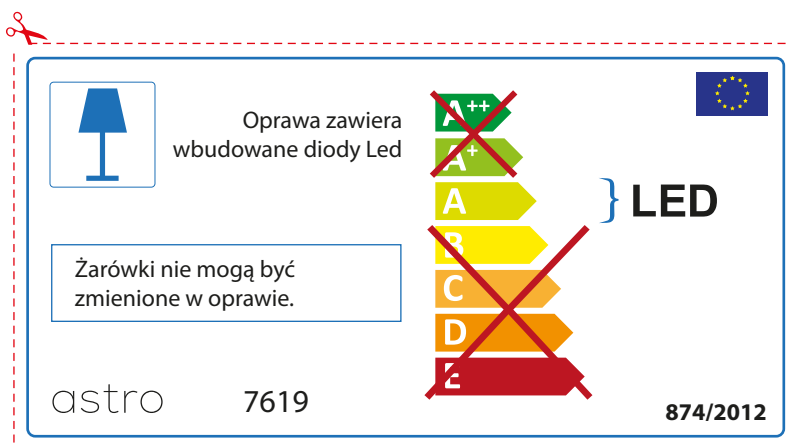 Oprawa zawiera
wbudowane diody Led
Żarówki nie mogą być
zmienione w oprawie.
A++
A+
A
B
C
D
E
LED
astro
7619
874/2012